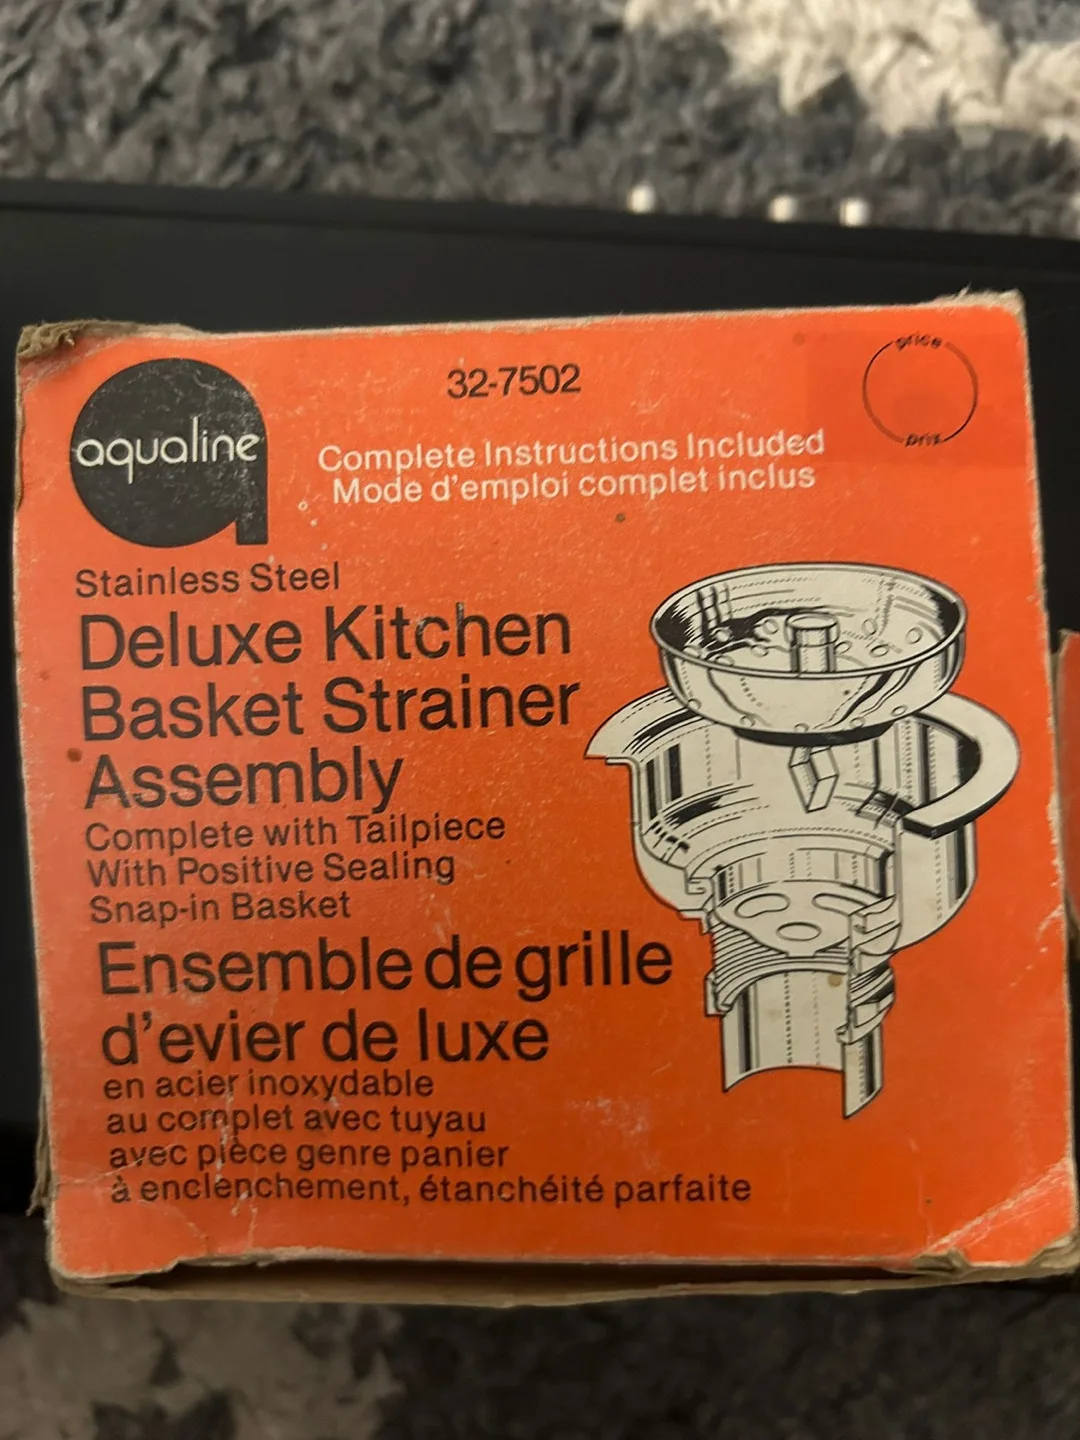 32-7502
price
prix
aqualine
Complete Instructions Included
Mode d'emploi complet inclus
Stainless Steel
Deluxe Kitchen
Basket Strainer
Assembly
Complete with Tailpiece
With Positive Sealing
Snap-in Basket
Ensemble de grille
d'evier de luxe
en acier inoxydable
au complet avec tuyau
avec pièce genre panier
à enclenchement, étanchéité parfaite